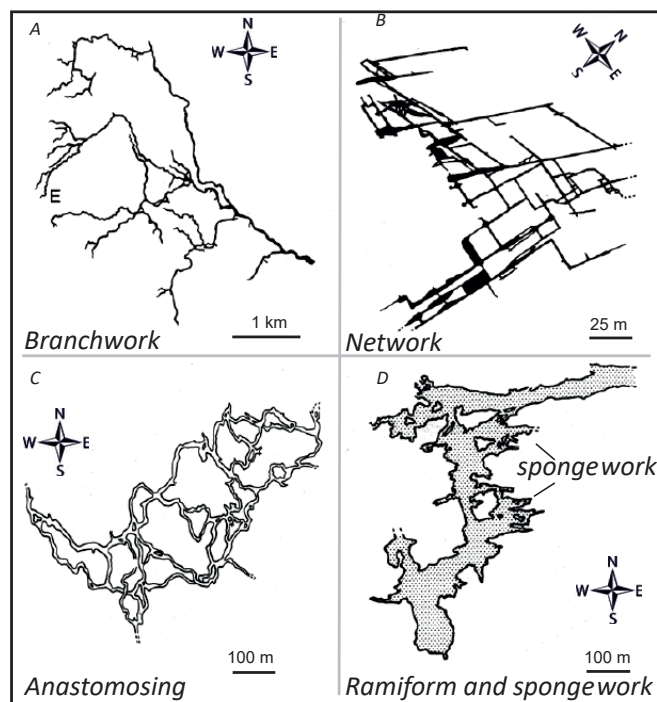 A
N
W E
S
E
Branchwork
1 km
B
N
W
E
S
Network
25 m
C
N
W E
S
Anastomosing
100 m
D
spongework
N
W E
S
Ramiform and spongework
100 m